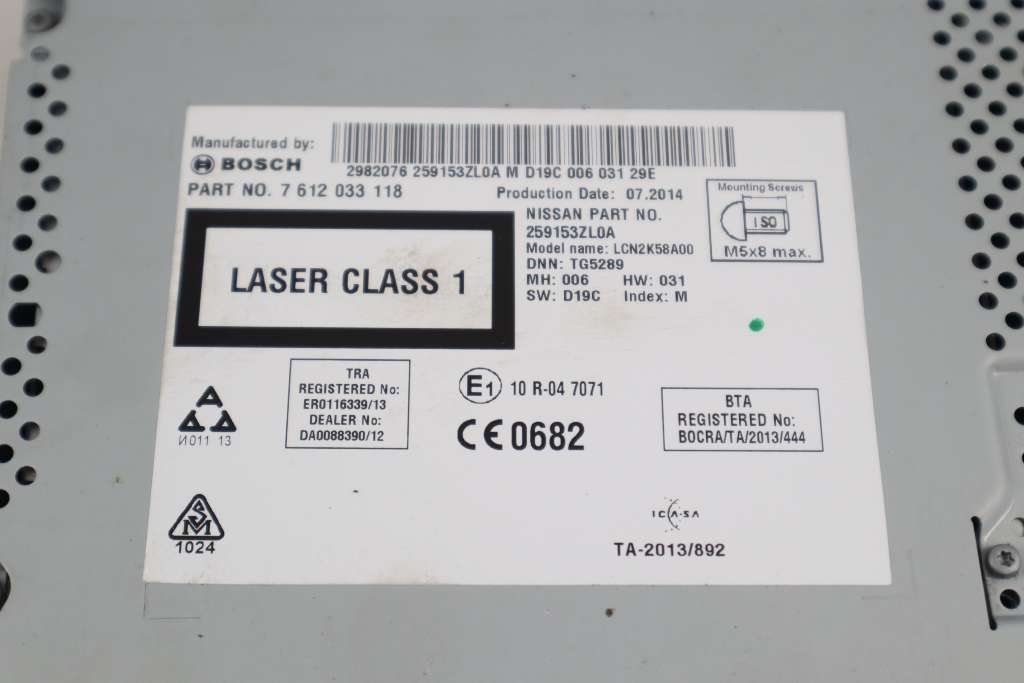 Manufactured by:
BOSCH
2982076 259153ZL0A M D19C 006 031 29E
PART NO. 7 612 033 118
Production Date: 07.2014
NISSAN PART NO.
259153ZL0A
Model name: LCN2K58A00
DNN: TG5289
MH: 006 HW: 031
SW: D19C Index: M
Mounting Screws
ISO
M5x8 max.
LASER CLASS 1
TRA
REGISTERED No:
ER0116339/13
DEALER No:
DA0088390/12
E1 10 R-04 7071
CE 0682
BTA
REGISTERED No:
BOCRA/TA/2013/444
И011 13
SM
1024
ICASA
TA-2013/892